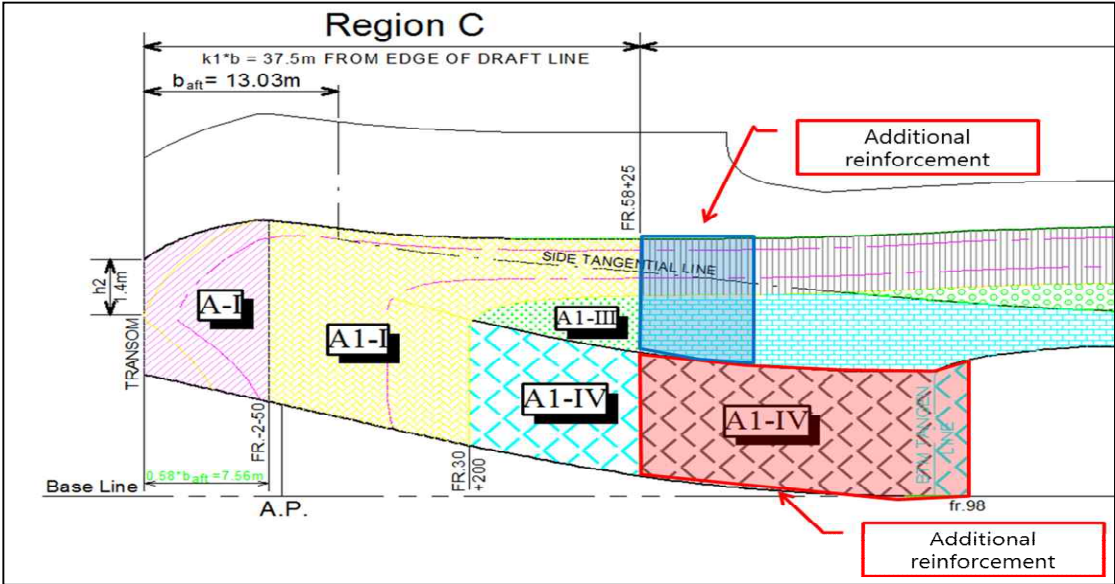 Region C
k1*b = 37.5m FROM EDGE OF DRAFT LINE
baft= 13.03m
Additional
reinforcement
FR.58+25
SIDE TANGENTIAL LINE
h2
1.4m
A-I
A1-I
A1-III
TRANSOM
A1-IV
A1-IV
FR.-2-50
BTM TANGEN
LINE
0.58*baft= 7.56m
FR.30
+200
Base Line
A.P.
fr.98
Additional
reinforcement